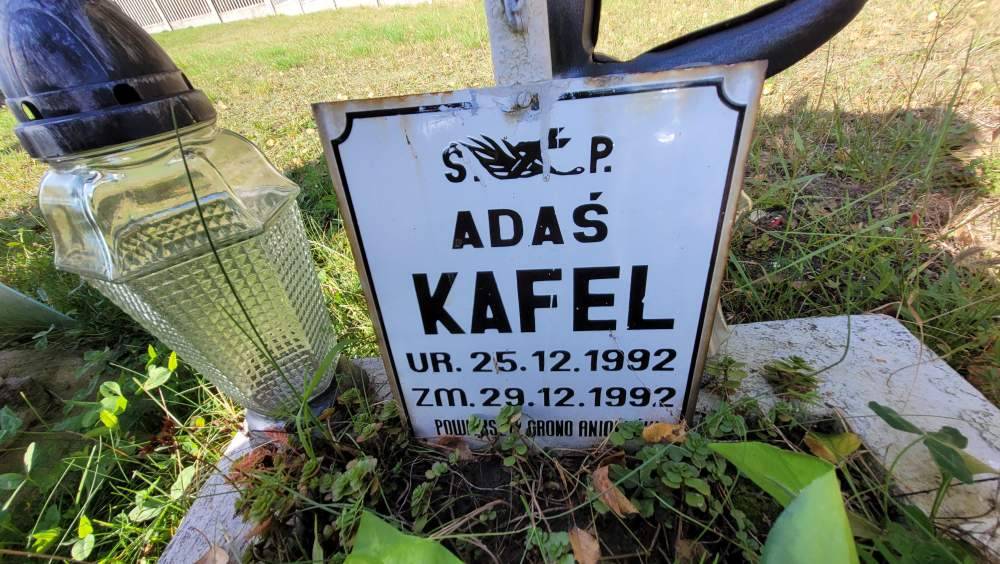 Ś. P.
ADAŚ
KAFEL
UR. 25.12.1992
ZM. 29.12.1992
GRONO